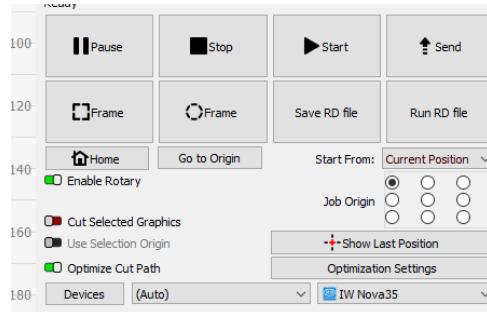 Ready
100
Pause
Stop
Start
Send
120
Frame
Frame
Save RD file
Run RD file
Home
Go to Origin
Start From:
Current Position
140
Enable Rotary
Job Origin
Cut Selected Graphics
160
Use Selection Origin
Show Last Position
Optimize Cut Path
Optimization Settings
180
Devices
(Auto)
IW Nova35